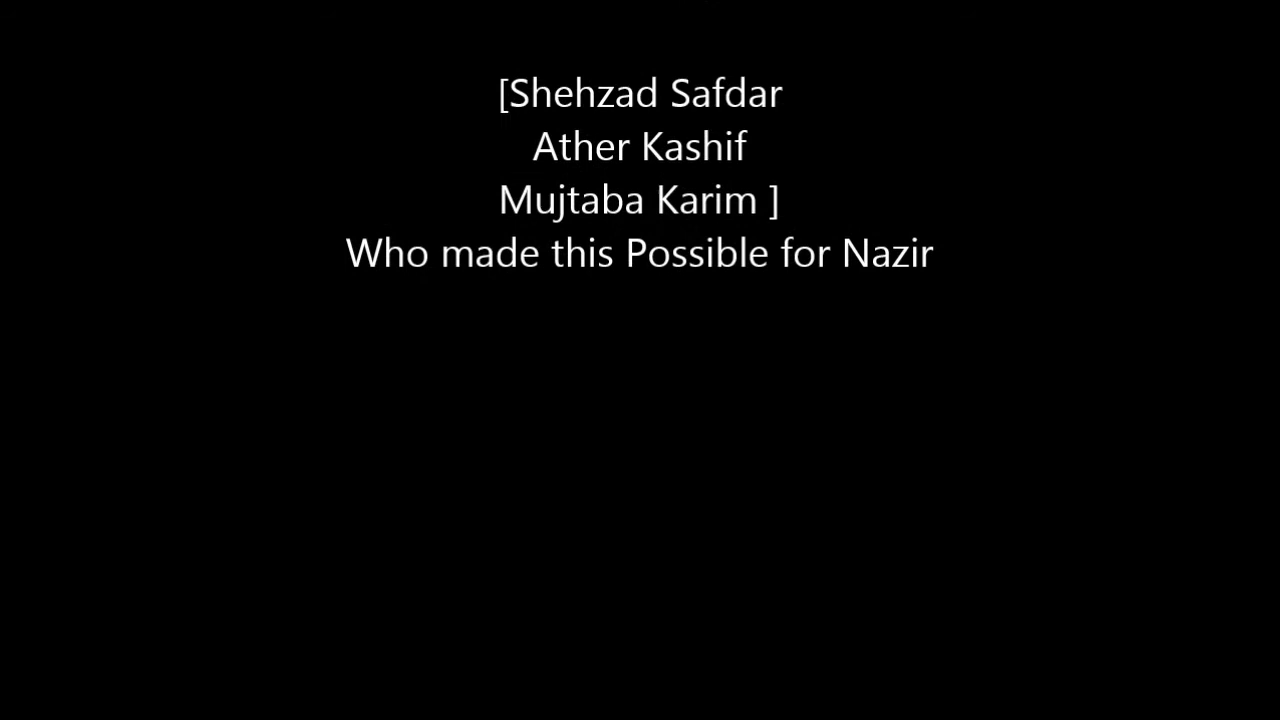 [Shehzad Safdar
Ather Kashif
Mujtaba Karim ]
Who made this Possible for Nazir